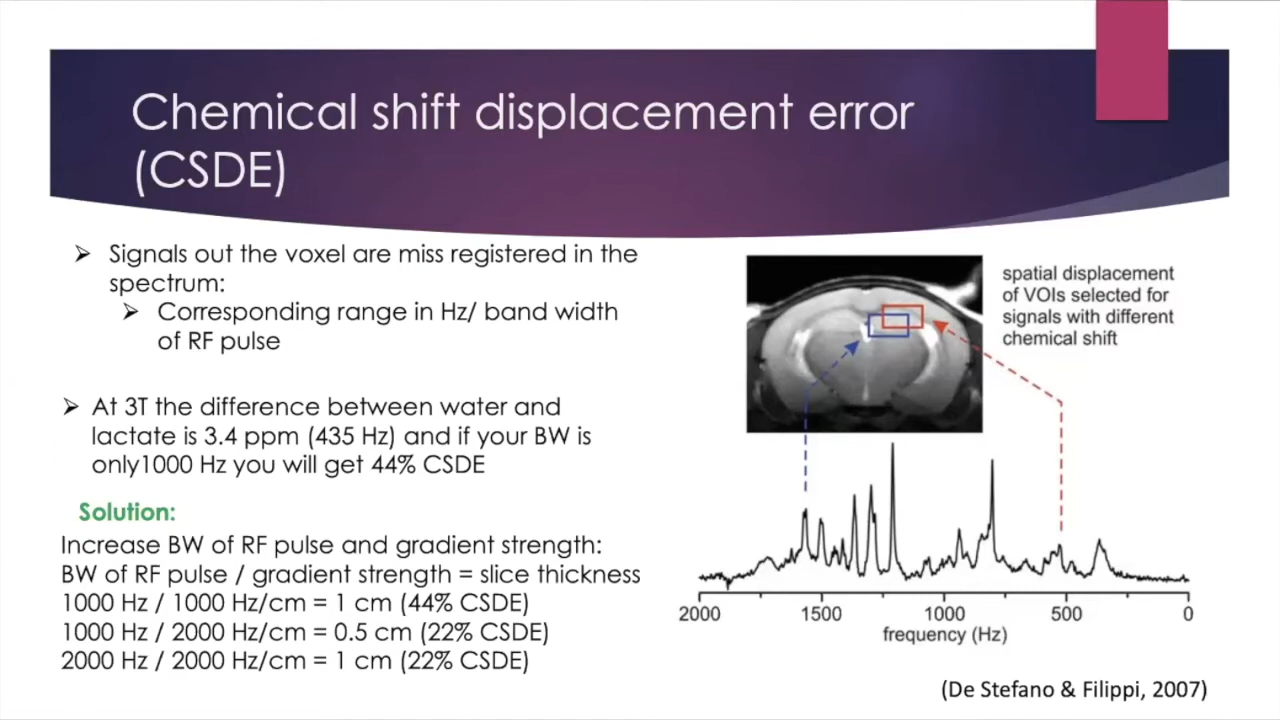 Chemical shift displacement error
(CSDE)
➢ Signals out the voxel are miss registered in the
spectrum:
➢ Corresponding range in Hz/ band width
of RF pulse
➢ At 3T the difference between water and
lactate is 3.4 ppm (435 Hz) and if your BW is
only1000 Hz you will get 44% CSDE
Solution:
Increase BW of RF pulse and gradient strength:
BW of RF pulse / gradient strength = slice thickness
1000 Hz / 1000 Hz/cm = 1 cm (44% CSDE)
1000 Hz / 2000 Hz/cm = 0.5 cm (22% CSDE)
2000 Hz / 2000 Hz/cm = 1 cm (22% CSDE)
spatial displacement
of VOIs selected for
signals with different
chemical shift
2000 1500 1000 500 0
frequency (Hz)
(De Stefano & Filippi, 2007)